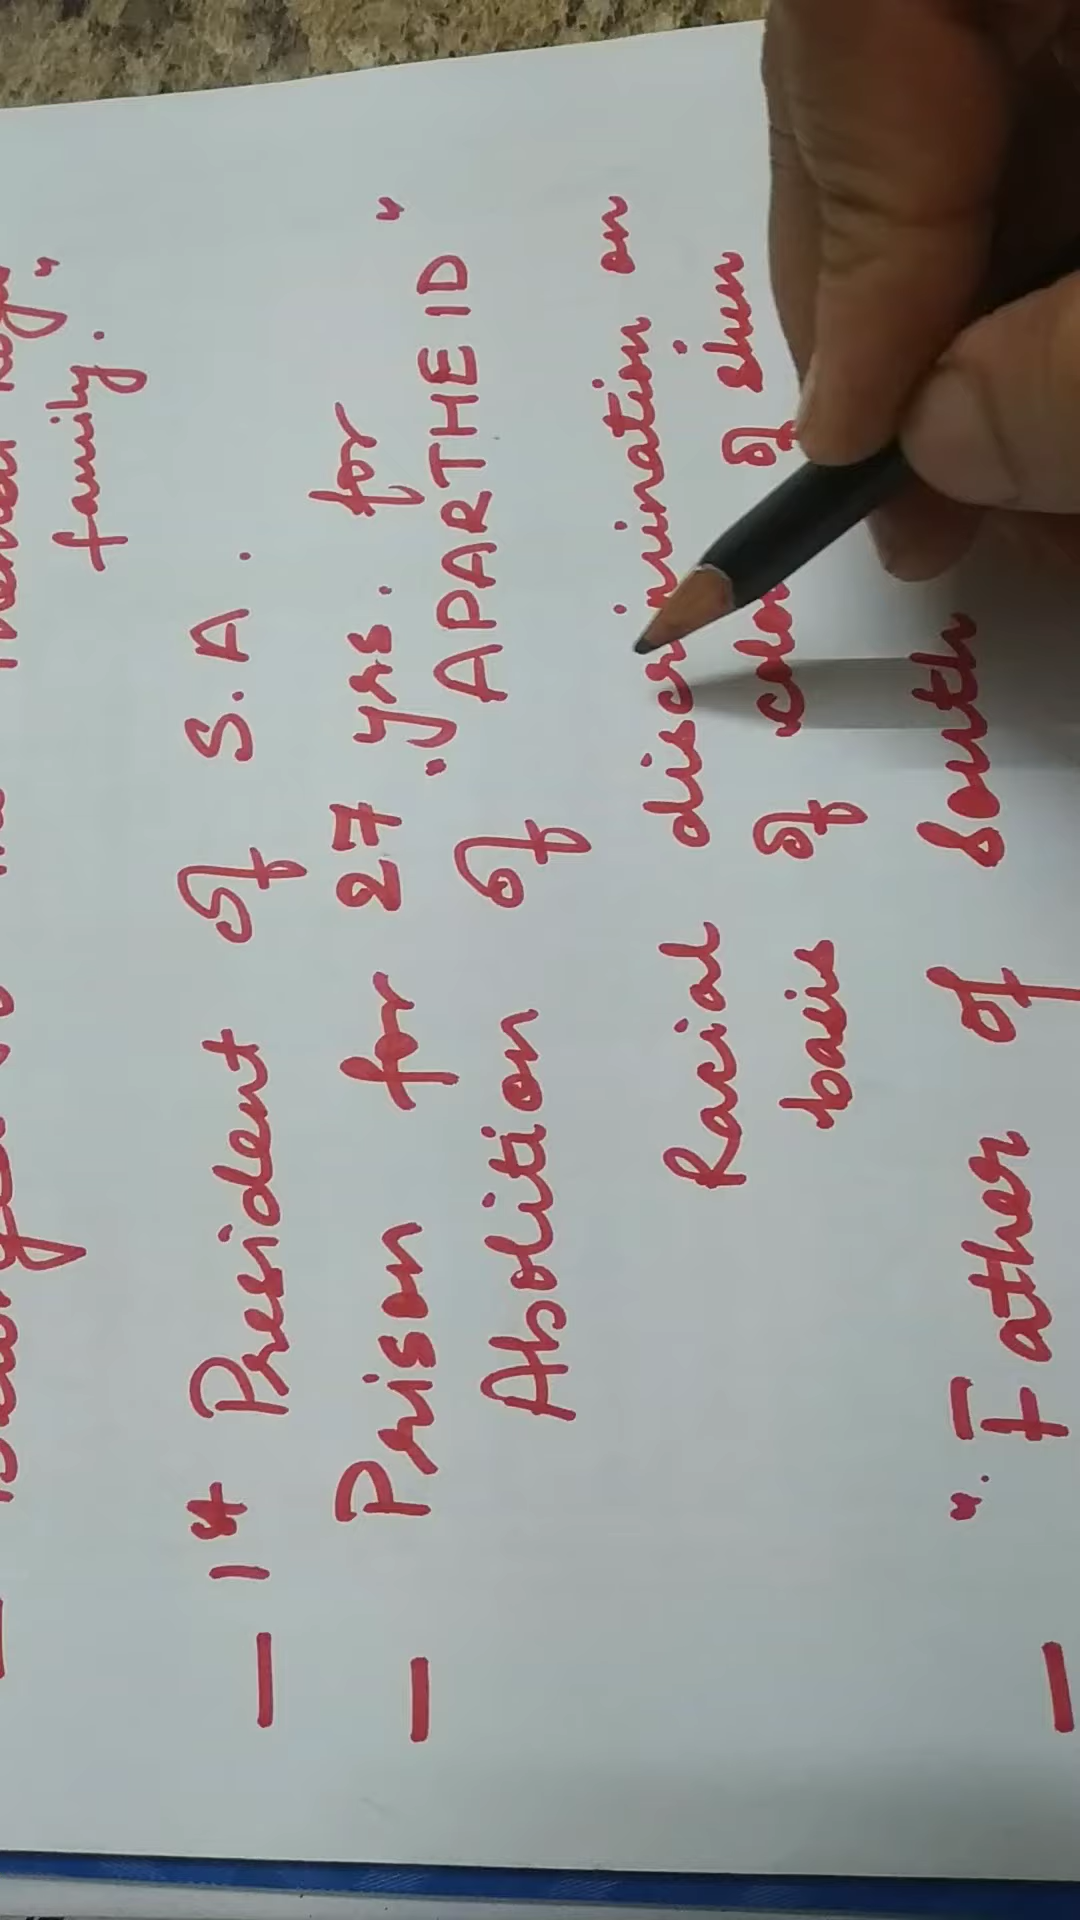 family."
— 1st President of S.A.
— Prison for 27 yrs. for
Abolition of "APARTHEID"
Racial discrimination on
basis of color of skin
— ". Father of South